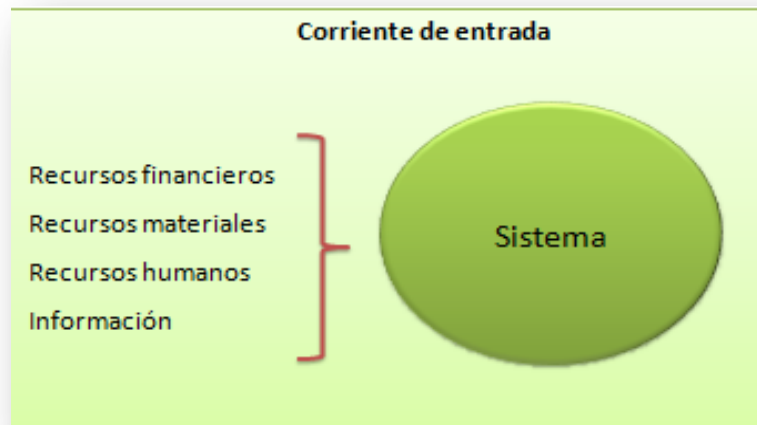 Corriente de entrada
Recursos financieros
Recursos materiales
Recursos humanos
Información
Sistema